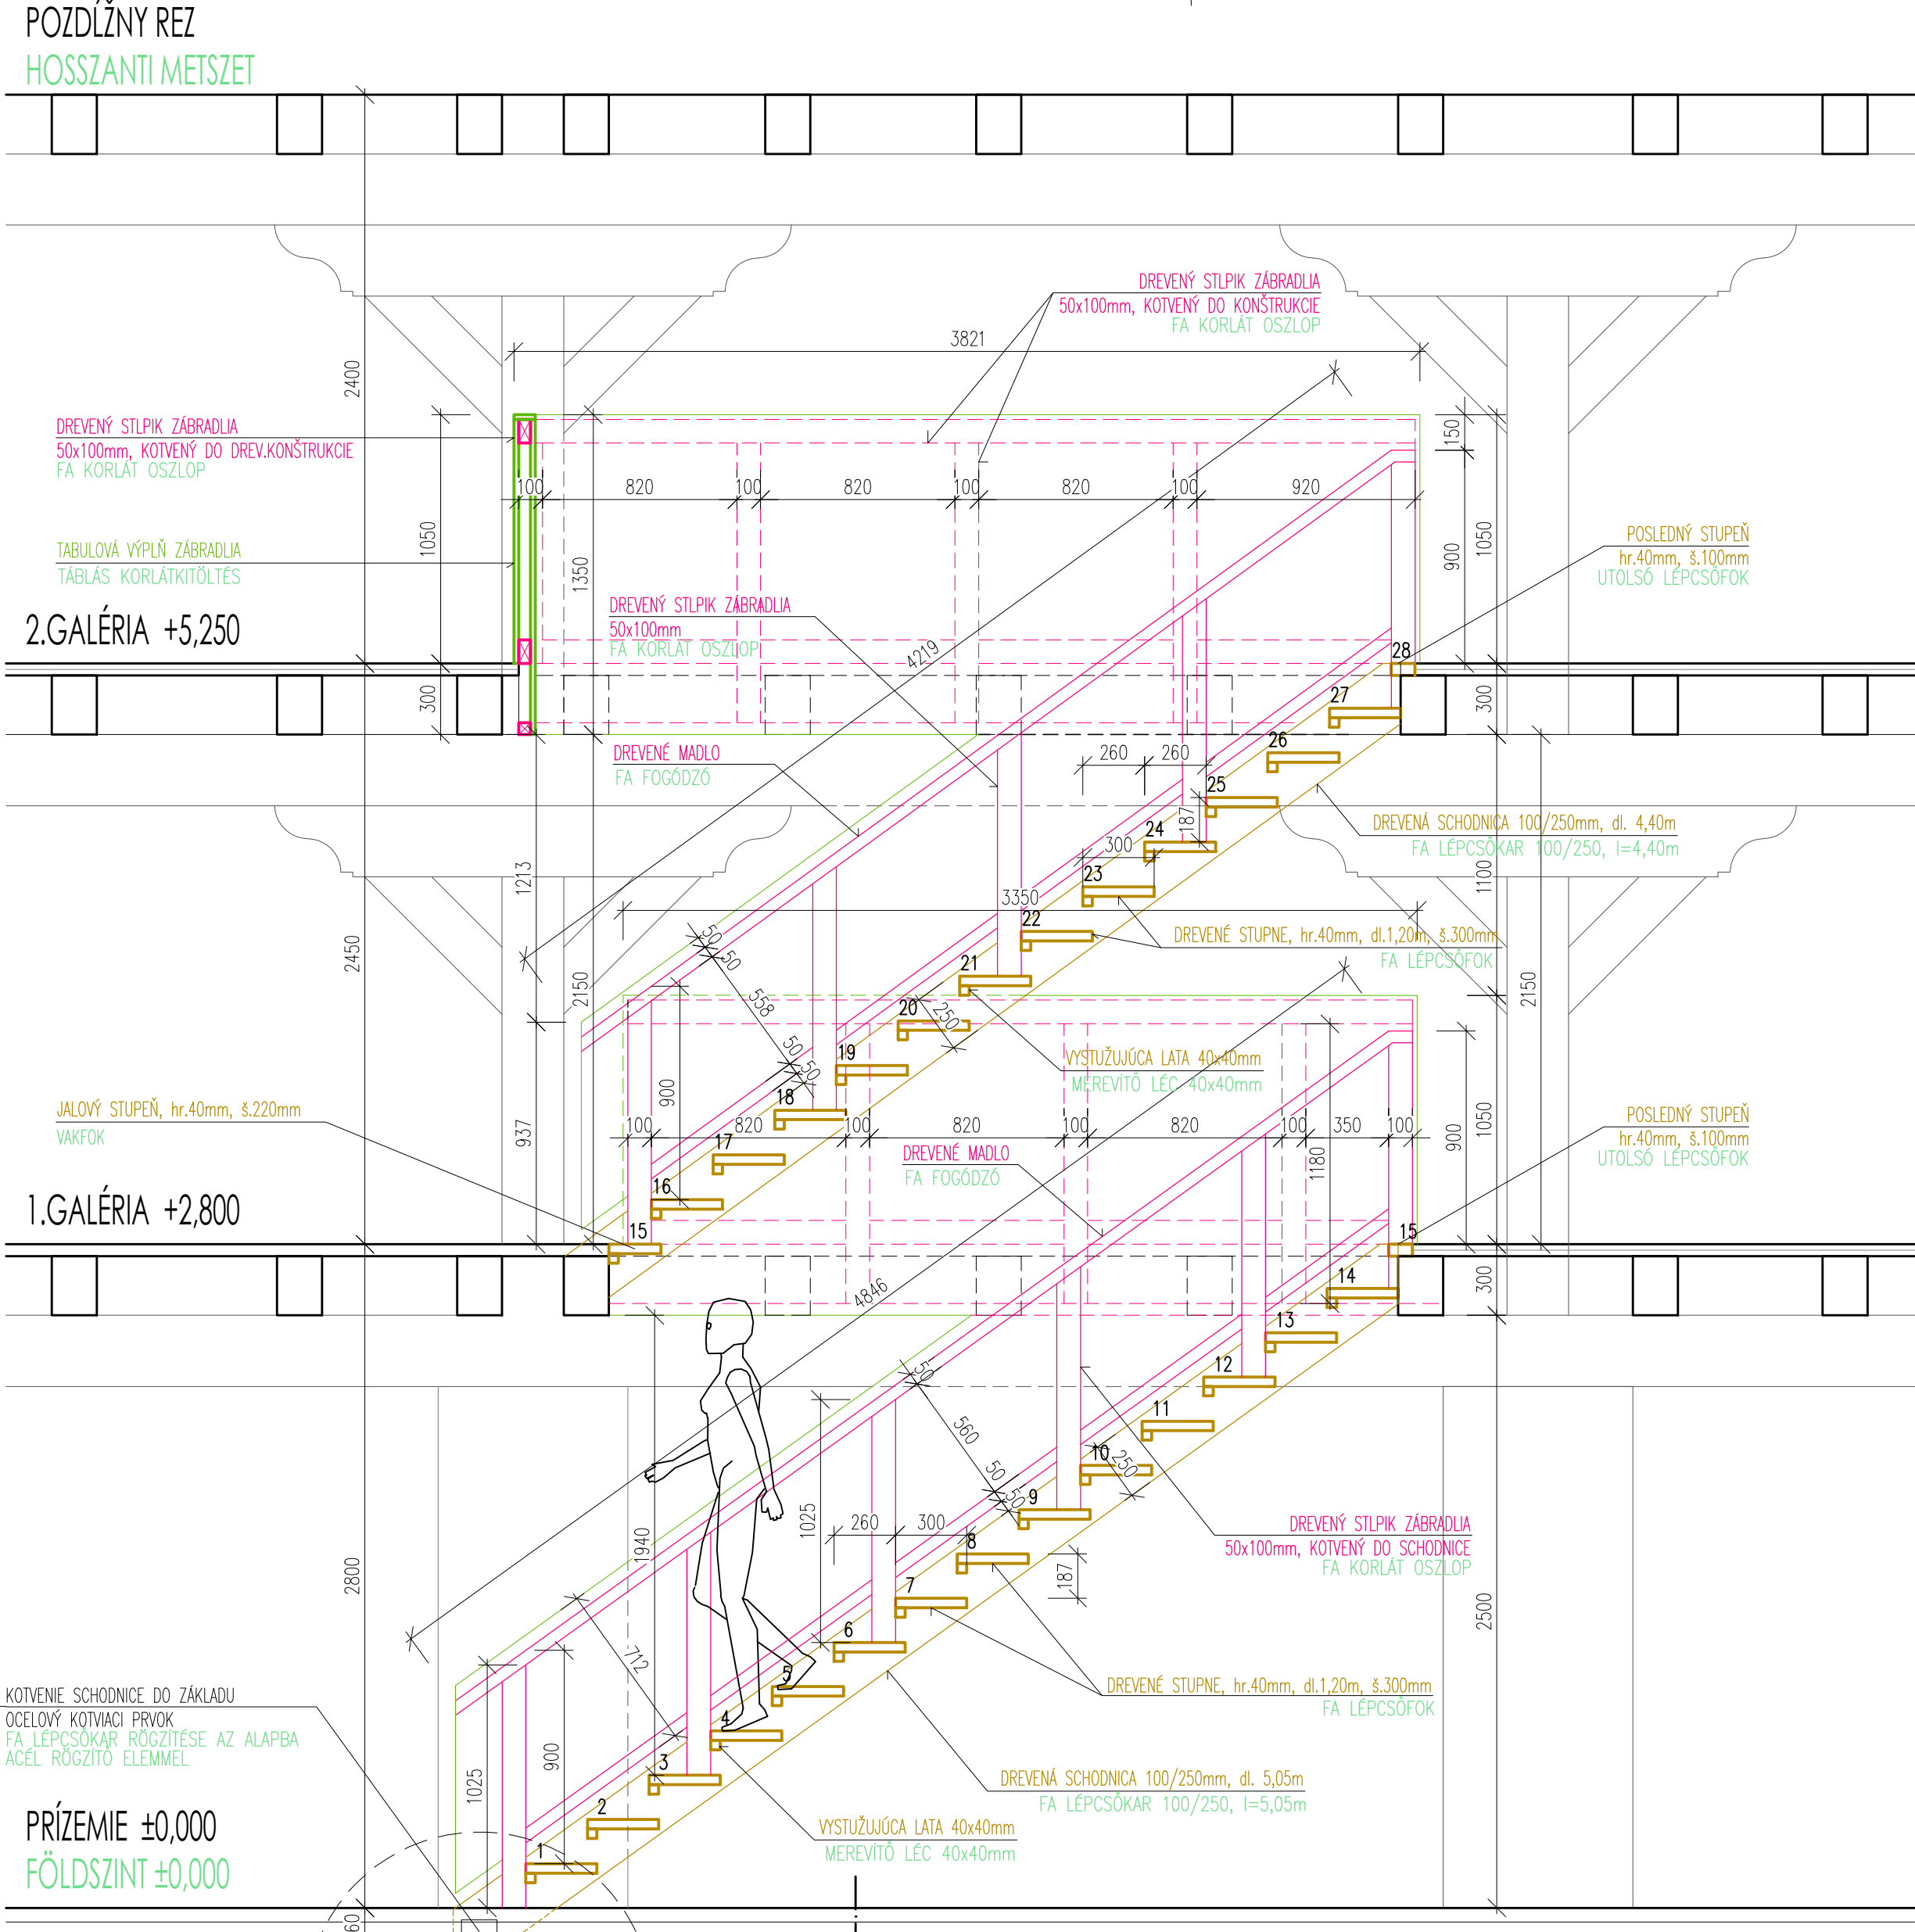 POZDĹŽNY REZ
HOSSZANTI METSZET
DREVENÝ STLPIK ZÁBRADLIA
50x100mm, KOTVENÝ DO KONŠTRUKCIE
FA KORLÁT OSZLOP
3821
2400
DREVENÝ STLPIK ZÁBRADLIA
50x100mm, KOTVENÝ DO DREV.KONŠTRUKCIE
FA KORLÁT OSZLOP
150
100 820 100 820 100 820 100 920
1050
1350
900
1050
POSLEDNÝ STUPEŇ
hr.40mm, š.100mm
UTOLSÓ LÉPCSŐFOK
TABULOVÁ VÝPLŇ ZÁBRADLIA
TÁBLÁS KORLÁTKITÖLTÉS
DREVENÝ STLPIK ZÁBRADLIA
50x100mm
FA KORLÁT OSZLOP
2.GALÉRIA +5,250
4219
28
300
27
300
DREVENÉ MADLO
FA FOGÓDZÓ
260 260
26
25
187
24
300
23
DREVENÁ SCHODNICA 100/250mm, dl. 4,40m
FA LÉPCSŐKAR 100/250, l=4,40m
1213
1100
3350
22
DREVENÉ STUPNE, hr.40mm, dl.1,20m, š.300mm
FA LÉPCSŐFOK
2450
50
50
558
21
2150
2150
20
250
50
50
19
VYSTUŽUJÚCA LATA 40x40mm
MEREVÍTŐ LÉC 40x40mm
900
18
JALOVÝ STUPEŇ, hr.40mm, š.220mm
VAKFOK
937
100 820 100 820 100 820 100 350 100
17
DREVENÉ MADLO
FA FOGÓDZÓ
1180
900
1050
POSLEDNÝ STUPEŇ
hr.40mm, š.100mm
UTOLSÓ LÉPCSŐFOK
16
1.GALÉRIA +2,800
15
15
4846
14
300
13
12
50
560
11
10
250
50
50
9
1025
260 300
8
187
DREVENÝ STLPIK ZÁBRADLIA
50x100mm, KOTVENÝ DO SCHODNICE
FA KORLÁT OSZLOP
1940
2800
7
2500
6
712
5
DREVENÉ STUPNE, hr.40mm, dl.1,20m, š.300mm
FA LÉPCSŐFOK
KOTVENIE SCHODNICE DO ZÁKLADU
OCELOVÝ KOTVIACI PRVOK
FA LÉPCSŐKAR RÖGZÍTÉSE AZ ALAPBA
ACÉL RÖGZÍTŐ ELEMMEL
4
900
1025
3
DREVENÁ SCHODNICA 100/250mm, dl. 5,05m
FA LÉPCSŐKAR 100/250, l=5,05m
2
VYSTUŽUJÚCA LATA 40x40mm
MEREVÍTŐ LÉC 40x40mm
PRÍZEMIE ±0,000
FÖLDSZINT ±0,000
1
60